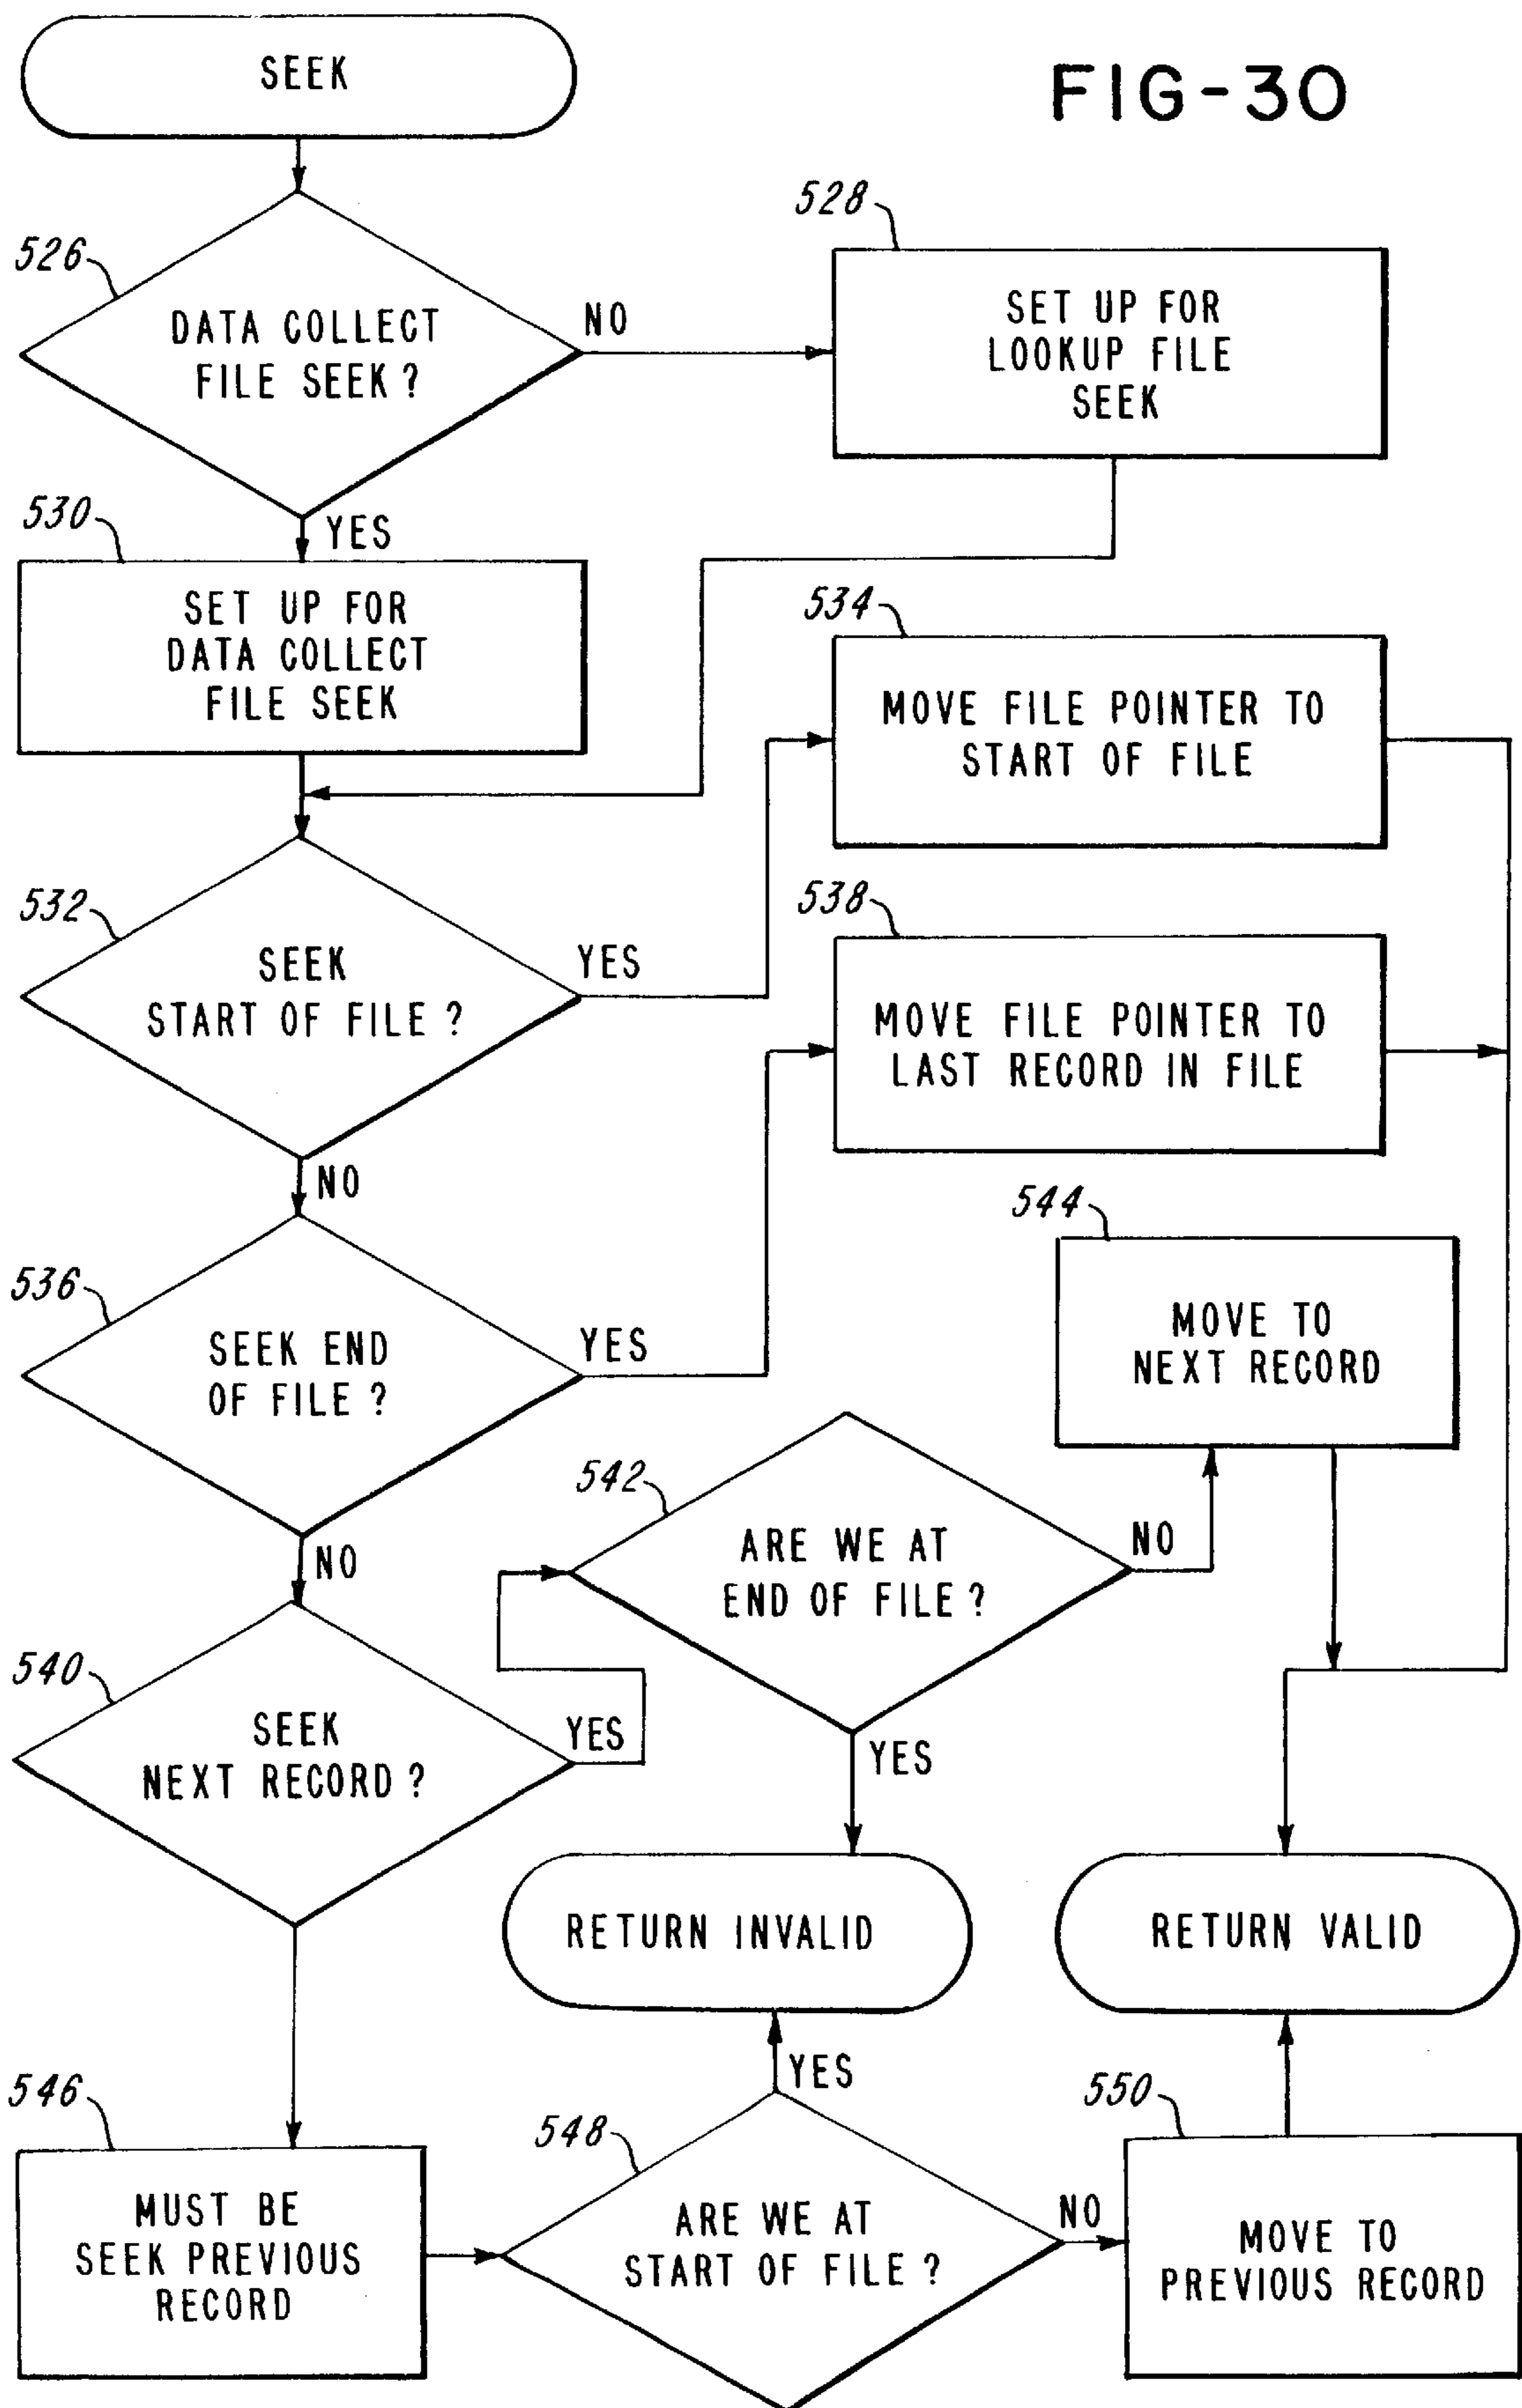 FIG-30
SEEK
526
DATA COLLECT
FILE SEEK?
NO
528
SET UP FOR
LOOKUP FILE
SEEK
YES
530
SET UP FOR
DATA COLLECT
FILE SEEK
532
SEEK
START OF FILE?
YES
534
MOVE FILE POINTER TO
START OF FILE
NO
536
SEEK END
OF FILE?
YES
538
MOVE FILE POINTER TO
LAST RECORD IN FILE
NO
540
SEEK
NEXT RECORD?
YES
542
ARE WE AT
END OF FILE?
NO
544
MOVE TO
NEXT RECORD
YES
RETURN INVALID
RETURN VALID
546
MUST BE
SEEK PREVIOUS
RECORD
548
ARE WE AT
START OF FILE?
YES
NO
550
MOVE TO
PREVIOUS RECORD